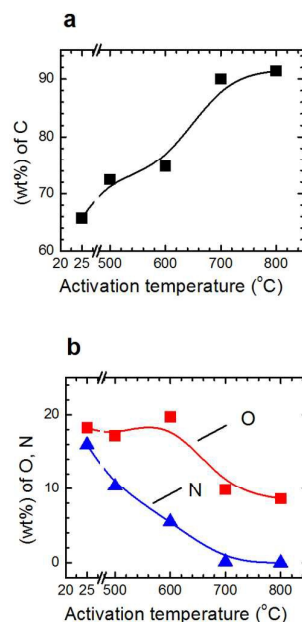 a
90
80
70
60
(wt%) of C
20 25 500 600 700 800
Activation temperature (°C)
b
20
10
0
(wt%) of O, N
O
N
20 25 500 600 700 800
Activation temperature (°C)